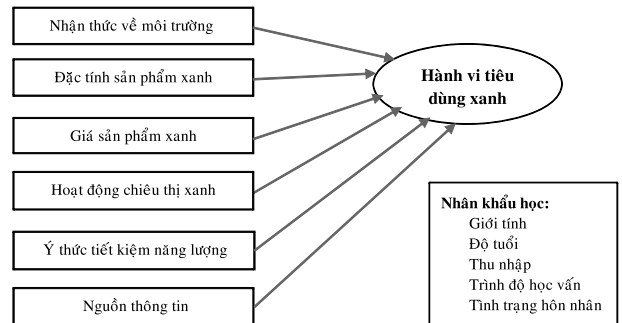 Nhận thức về môi trường
Đặc tính sản phẩm xanh
Giá sản phẩm xanh
Hoạt động chiêu thị xanh
Ý thức tiết kiệm năng lượng
Nguồn thông tin
Hành vi tiêu
dùng xanh
Nhân khẩu học:
Giới tính
Độ tuổi
Thu nhập
Trình độ học vấn
Tình trạng hôn nhân